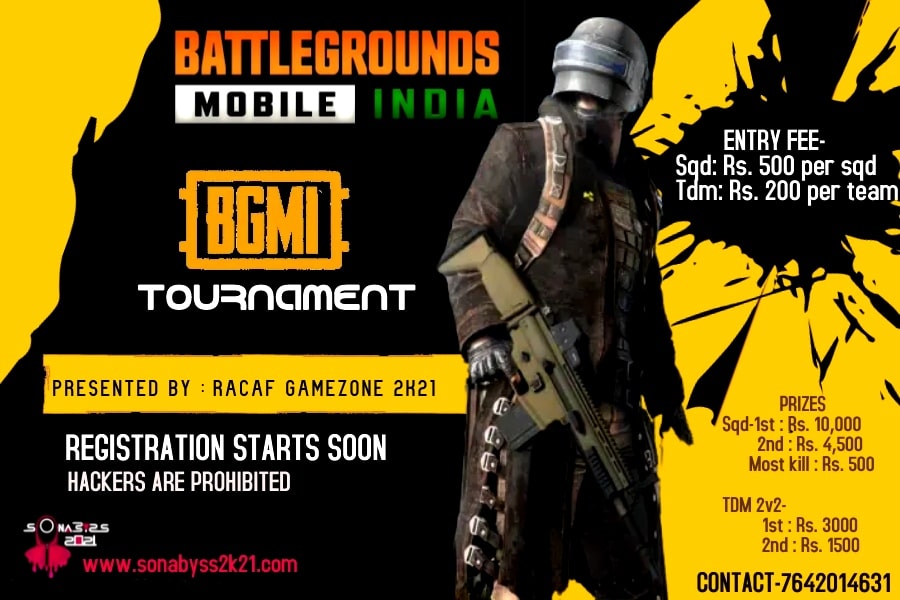 BATTLEGROUNDS
MOBILE INDIA
BGMI
TOURNAMENT
PRESENTED BY : RACAF GAMEZONE 2K21
REGISTRATION STARTS SOON
HACKERS ARE PROHIBITED
2021
www.sonabyss2k21.com
ENTRY FEE-
Sqd: Rs. 500 per sqd
Tdm: Rs. 200 per team
PRIZES
Sqd-1st : Rs. 10,000
2nd : Rs. 4,500
Most kill : Rs. 500
TDM 2v2-
1st : Rs. 3000
2nd : Rs. 1500
CONTACT-7642014631